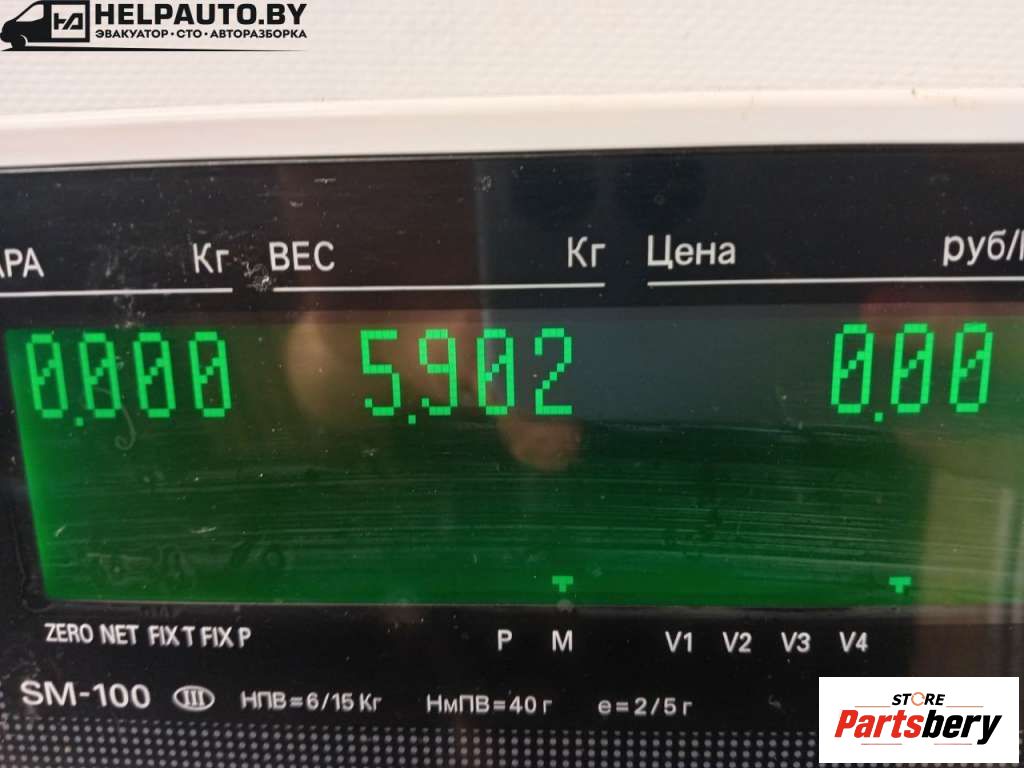 HELPAUTO.BY
ЭВАКУАТОР • СТО • АВТОРАЗБОРКА
АРА Кг ВЕС Кг Цена руб/
0.000 5.902 0.00
ZERO NET FIX T FIX P P M V1 V2 V3 V4
SM-100 III НПВ=6/15 Кг НмПВ=40 г e=2/5 г
STORE
Partsbery